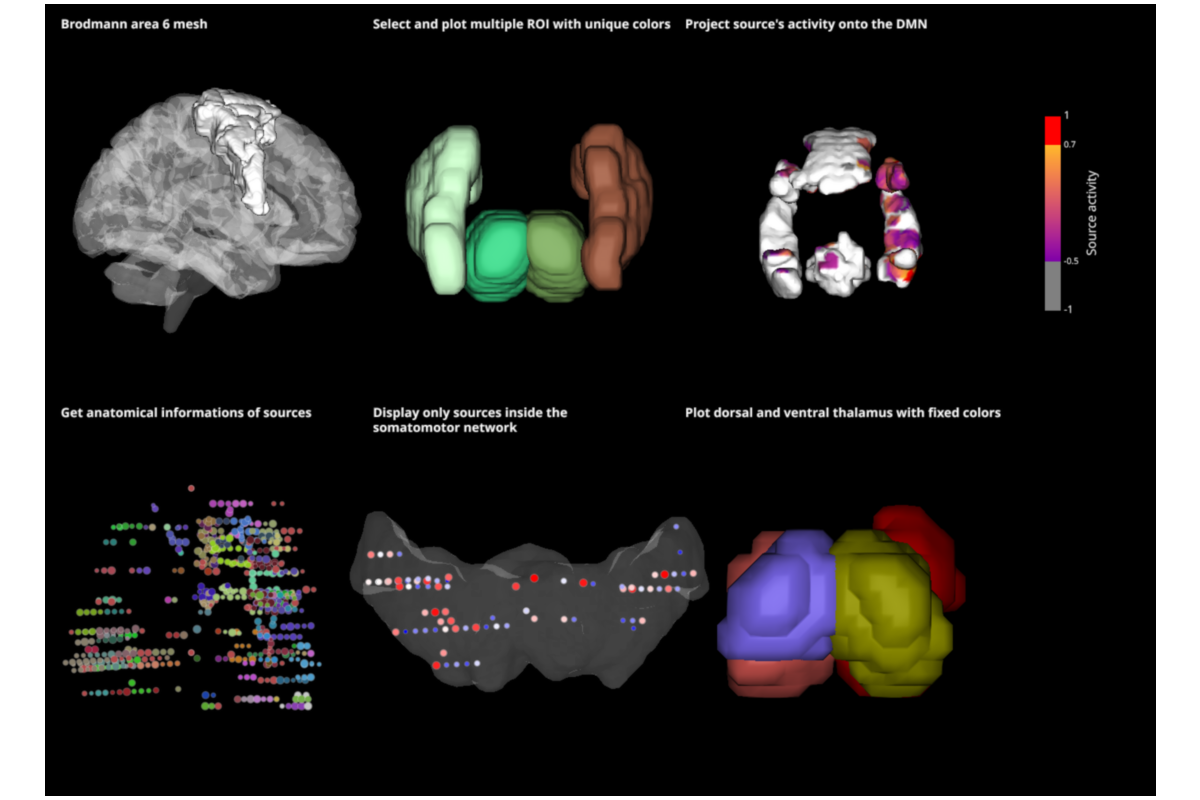 Brodmann area 6 mesh
Select and plot multiple ROI with unique colors
Project source's activity onto the DMN
1
0.7
Source activity
-0.5
-1
Get anatomical informations of sources
Display only sources inside the
somatomotor network
Plot dorsal and ventral thalamus with fixed colors